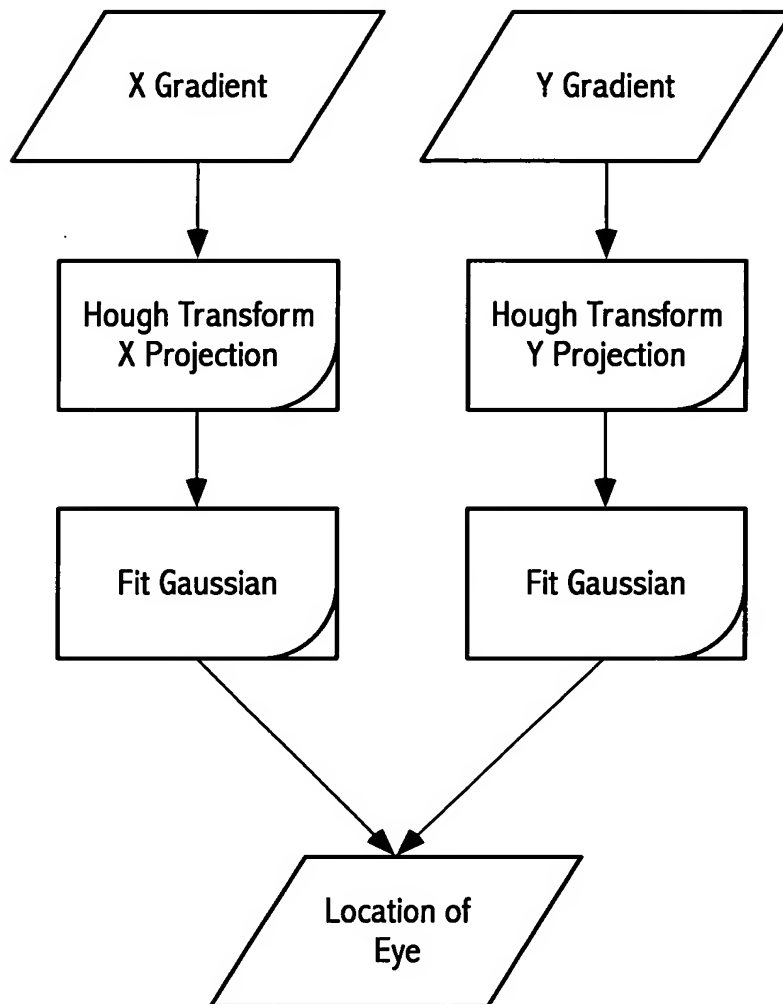 X Gradient
Y Gradient
Hough Transform
X Projection
Hough Transform
Y Projection
Fit Gaussian
Fit Gaussian
Location of
Eye